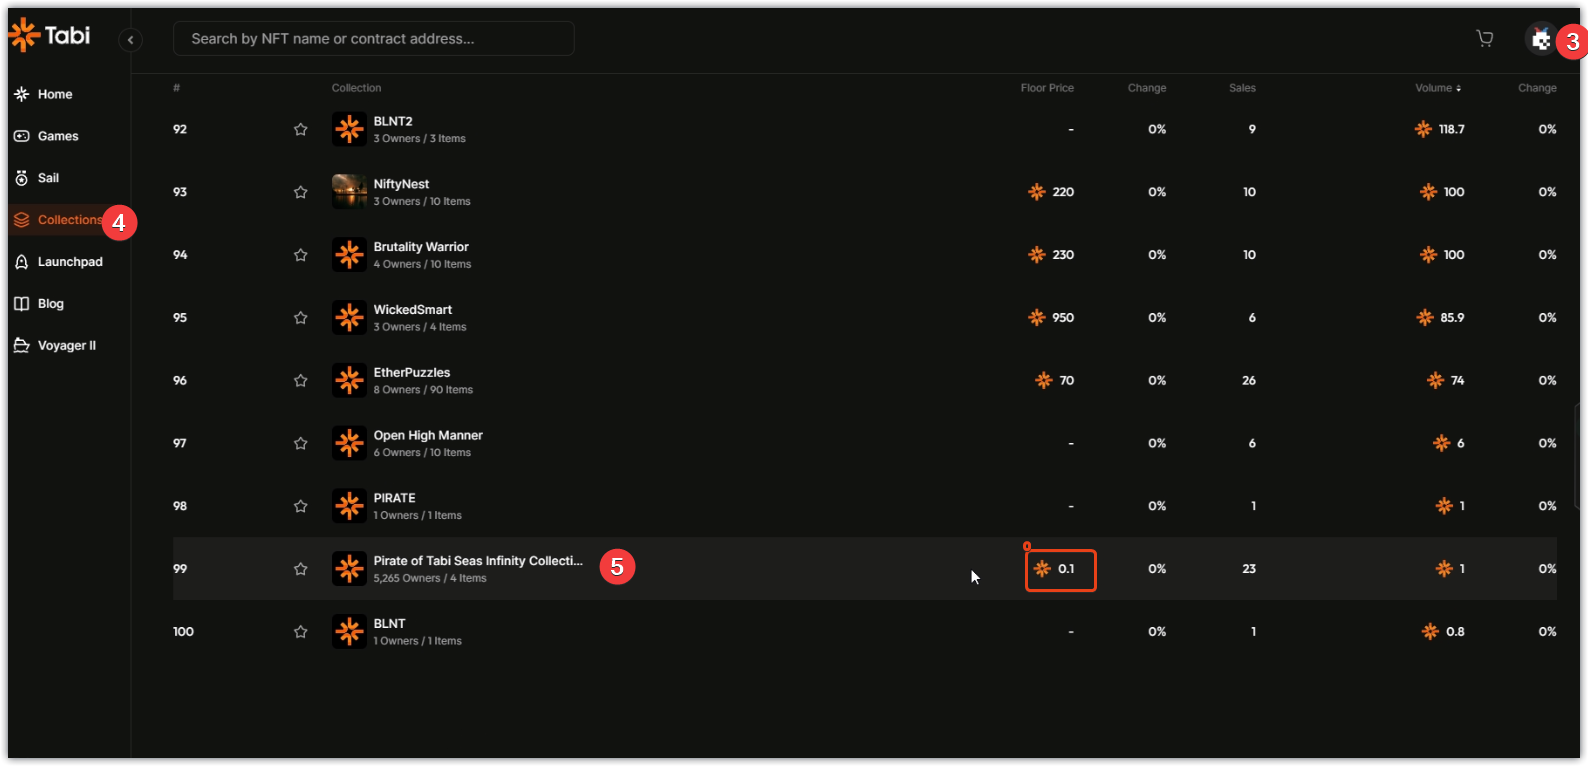 Tabi
Search by NFT name or contract address...
3
Home
Games
Sail
Collections 4
Launchpad
Blog
Voyager II
# Collection Floor Price Change Sales Volume Change
92 BLNT2 - 0% 9 118.7 0%
3 Owners / 3 Items
93 NiftyNest 220 0% 10 100 0%
3 Owners / 10 Items
94 Brutality Warrior 230 0% 10 100 0%
4 Owners / 10 Items
95 WickedSmart 950 0% 6 85.9 0%
3 Owners / 4 Items
96 EtherPuzzles 70 0% 26 74 0%
8 Owners / 90 Items
97 Open High Manner - 0% 6 6 0%
6 Owners / 10 Items
98 PIRATE - 0% 1 1 0%
1 Owners / 1 Items
0
99 Pirate of Tabi Seas Infinity Collecti... 5 0.1 0% 23 1 0%
5,265 Owners / 4 Items
100 BLNT - 0% 1 0.8 0%
1 Owners / 1 Items